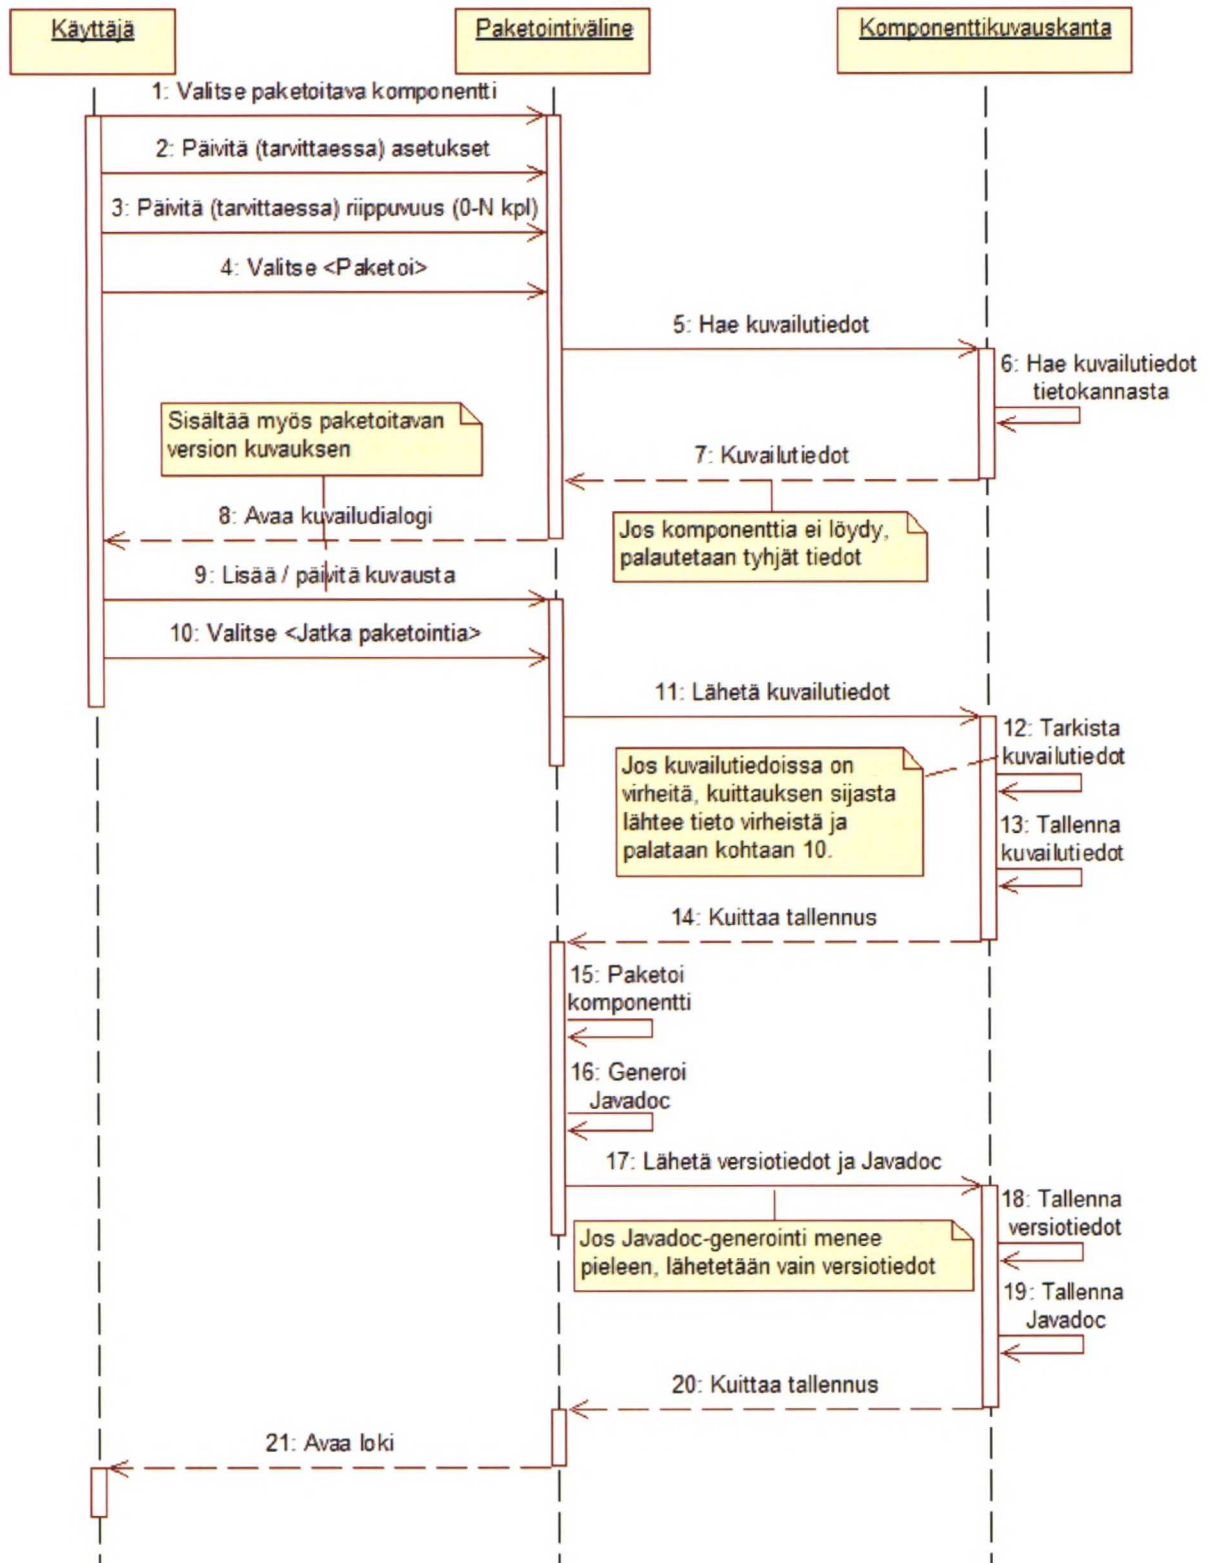 Käyttäjä
Paketointiväline
Komponenttikuvauskanta
1: Valitse paketoitava komponentti
2: Päivitä (tarvittaessa) asetukset
3: Päivitä (tarvittaessa) riippuvuus (0-N kpl)
4: Valitse <Paketoi>
5: Hae kuvailutiedot
6: Hae kuvailutiedot
tietokannasta
Sisältää myös paketoitavan
version kuvauksen
7: Kuvailutiedot
8: Avaa kuvailudialogi
Jos komponenttia ei löydy,
palautetaan tyhjät tiedot
9: Lisää / päivitä kuvausta
10: Valitse <Jatka paketointia>
11: Lähetä kuvailutiedot
12: Tarkista
kuvailutiedot
Jos kuvailutiedoissa on
virheitä, kuittauksen sijasta
lähtee tieto virheistä ja
palataan kohtaan 10.
13: Tallenna
kuvailutiedot
14: Kuittaa tallennus
15: Paketoi
komponentti
16: Generoi
Javadoc
17: Lähetä versiotiedot ja Javadoc
18: Tallenna
versiotiedot
Jos Javadoc-generointi menee
pieleen, lähetetään vain versiotiedot
19: Tallenna
Javadoc
20: Kuittaa tallennus
21: Avaa loki